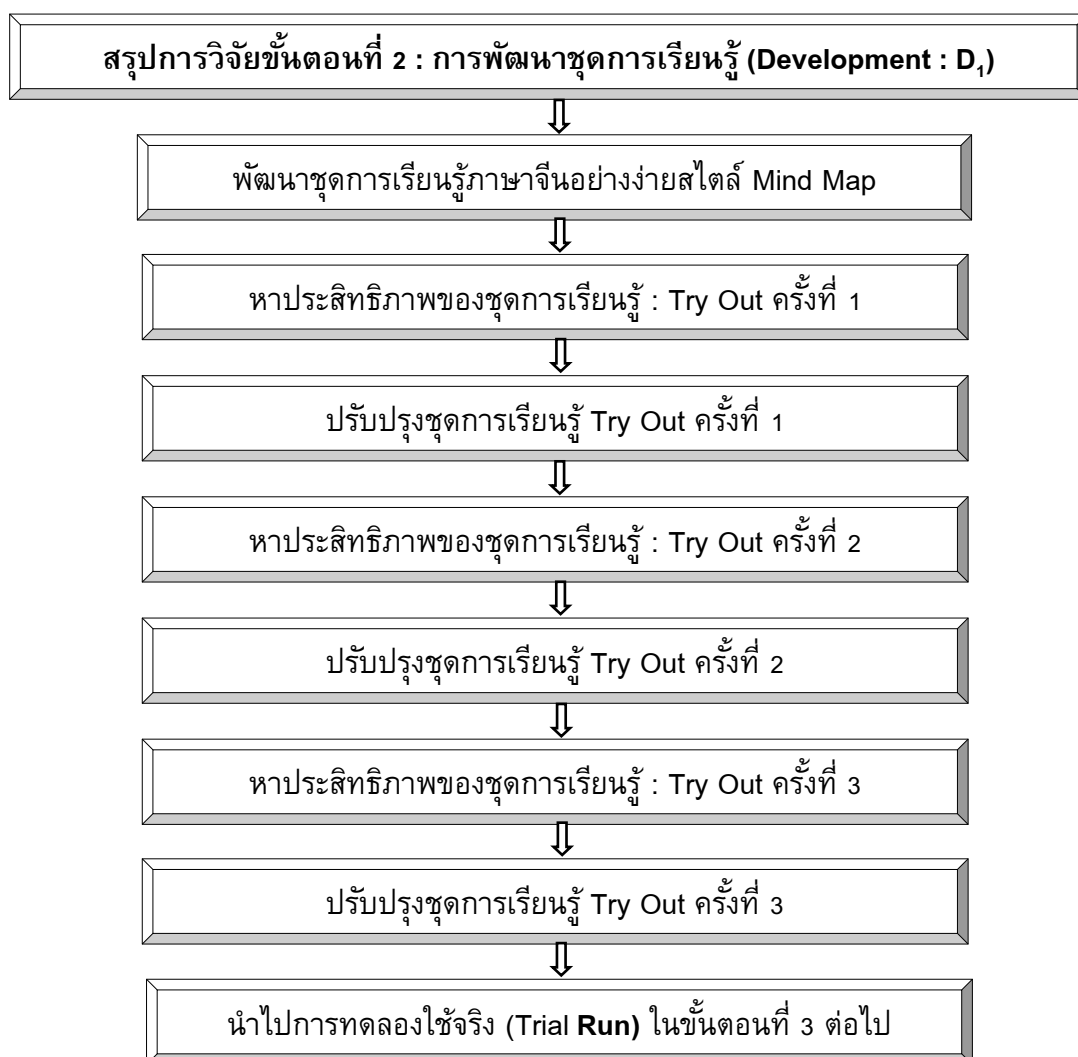 สรุปการวิจัยขั้นตอนที่ 2 : การพัฒนาชุดการเรียนรู้ (Development : D₁)
พัฒนาชุดการเรียนรู้ภาษาจีนอย่างง่ายสไตล์ Mind Map
หาประสิทธิภาพของชุดการเรียนรู้ : Try Out ครั้งที่ 1
ปรับปรุงชุดการเรียนรู้ Try Out ครั้งที่ 1
หาประสิทธิภาพของชุดการเรียนรู้ : Try Out ครั้งที่ 2
ปรับปรุงชุดการเรียนรู้ Try Out ครั้งที่ 2
หาประสิทธิภาพของชุดการเรียนรู้ : Try Out ครั้งที่ 3
ปรับปรุงชุดการเรียนรู้ Try Out ครั้งที่ 3
นำไปการทดลองใช้จริง (Trial Run) ในขั้นตอนที่ 3 ต่อไป